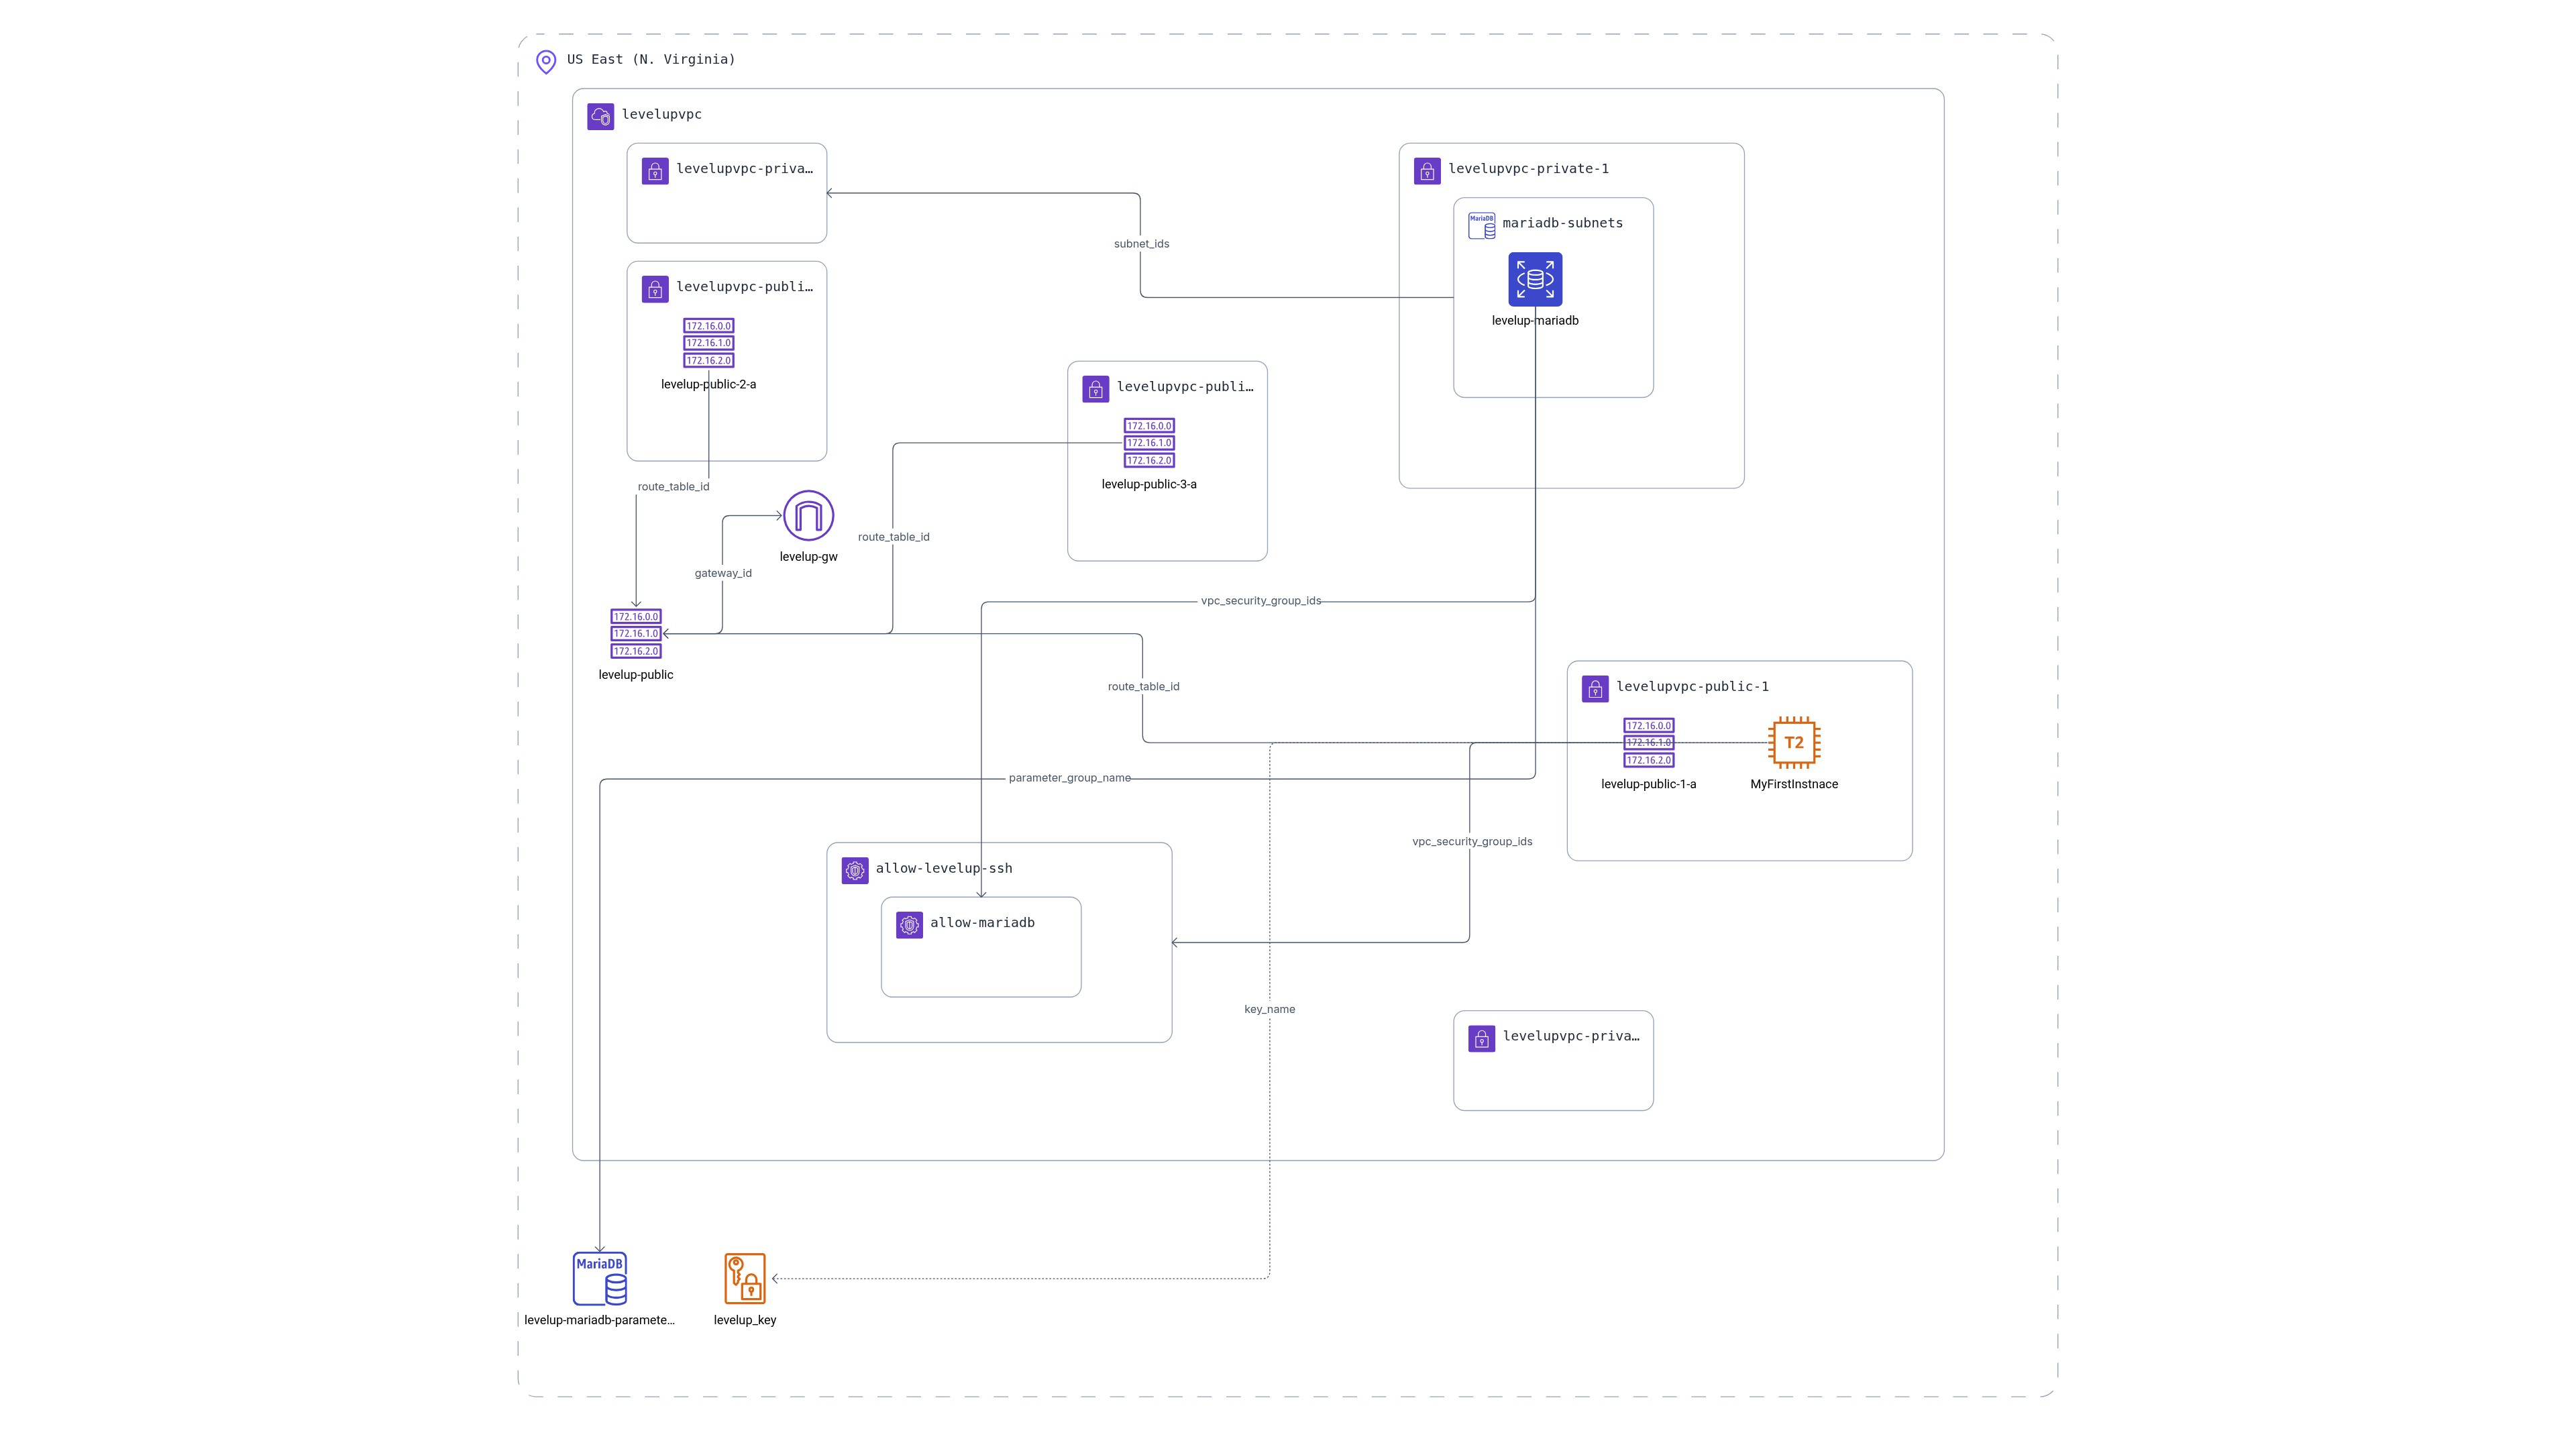 US East (N. Virginia)
levelupvpc
levelupvpc-priva…
levelupvpc-private-1
mariadb-subnets
MariaDB
levelup-mariadb
subnet_ids
levelupvpc-publi…
172.16.0.0
172.16.1.0
172.16.2.0
levelup-public-2-a
levelupvpc-publi…
172.16.0.0
172.16.1.0
172.16.2.0
levelup-public-3-a
route_table_id
levelup-gw
route_table_id
gateway_id
vpc_security_group_ids
172.16.0.0
172.16.1.0
172.16.2.0
levelup-public
route_table_id
levelupvpc-public-1
172.16.0.0
172.16.1.0
172.16.2.0
levelup-public-1-a
T2
MyFirstInstnace
parameter_group_name
vpc_security_group_ids
allow-levelup-ssh
allow-mariadb
key_name
levelupvpc-priva…
MariaDB
levelup-mariadb-paramete…
levelup_key